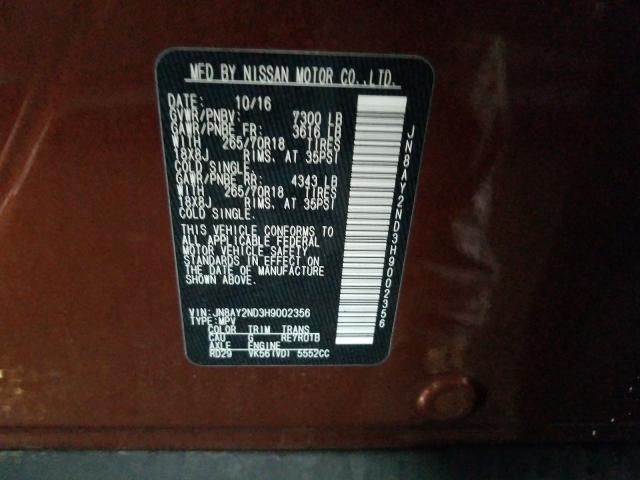 MFD BY NISSAN MOTOR CO.,LTD.
DATE: 10/16
GVWR/PNBV: 7300 LB
GAWR/PNBE FR: 3616 LB
WITH 265/70R18 TIRES
18X8J RIMS. AT 35PSI
COLD SINGLE.
GAWR/PNBE RR: 4343 LB
WITH 265/70R18 TIRES
18X8J RIMS. AT 35PSI
COLD SINGLE.
THIS VEHICLE CONFORMS TO
ALL APPLICABLE FEDERAL
MOTOR VEHICLE SAFETY
STANDARDS IN EFFECT ON
THE DATE OF MANUFACTURE
SHOWN ABOVE.
VIN: JN8AY2ND3H9002356
TYPE: MPV
COLOR TRIM TRANS
CAU G RE7R01B
AXLE ENGINE
RD29 VK56(VD) 5552CC
JN8AY2ND3H9002356